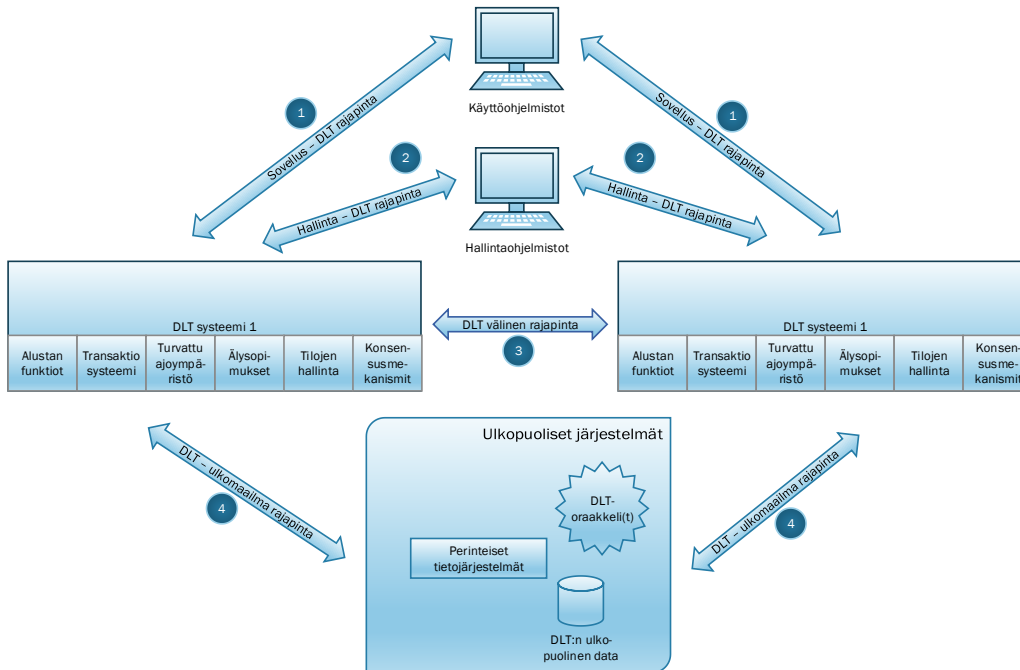 Käyttöohjelmistot
1
Sovellus – DLT rajapinta
1
Sovellus – DLT rajapinta
2
Hallinta – DLT rajapinta
2
Hallinta – DLT rajapinta
Hallintaohjelmistot
DLT systeemi 1
Alustan
funktiot
Transaktio
systeemi
Turvattu
ajoympä-
ristö
Älysopi-
mukset
Tilojen
hallinta
Konsen-
susme-
kanismit
DLT välinen rajapinta
3
DLT systeemi 1
Alustan
funktiot
Transaktio
systeemi
Turvattu
ajoympä-
ristö
Älysopi-
mukset
Tilojen
hallinta
Konsen-
susme-
kanismit
DLT – ulkomaailma rajapinta
4
Ulkopuoliset järjestelmät
DLT-
oraakkeli(t)
Perinteiset
tietojärjestelmät
DLT:n ulko-
puolinen data
DLT – ulkomaailma rajapinta
4